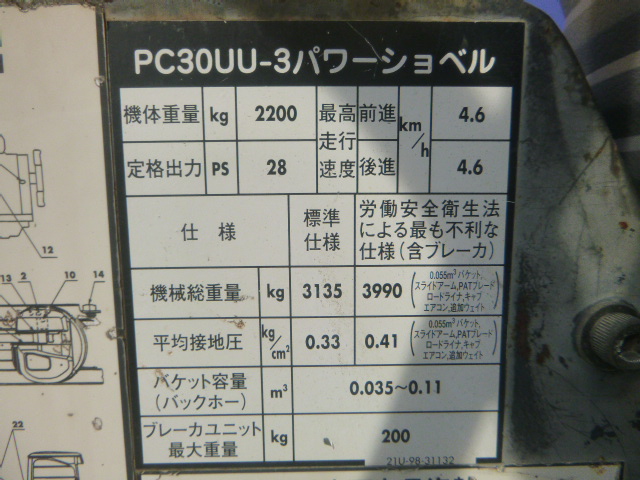 PC30UU-3パワーショベル
機体重量 kg 2200 最高走行速度 前進 km/h 4.6
定格出力 PS 28 後進 4.6
仕様 標準仕様 労働安全衛生法による最も不利な仕様(含ブレーカ)
機械総重量 kg 3135 3990 (0.055m³バケット,
スライドアーム,PATブレード
ロードライナ,キャブ
エアコン,追加ウェイト)
平均接地圧 kg/cm² 0.33 0.41 (0.055m³バケット,
スライドアーム,PATブレード
ロードライナ,キャブ
エアコン,追加ウェイト)
バケット容量
(バックホー) m³ 0.035~0.11
ブレーカユニット
最大重量 kg 200
21U-98-31132
12
13 2 10 14
22